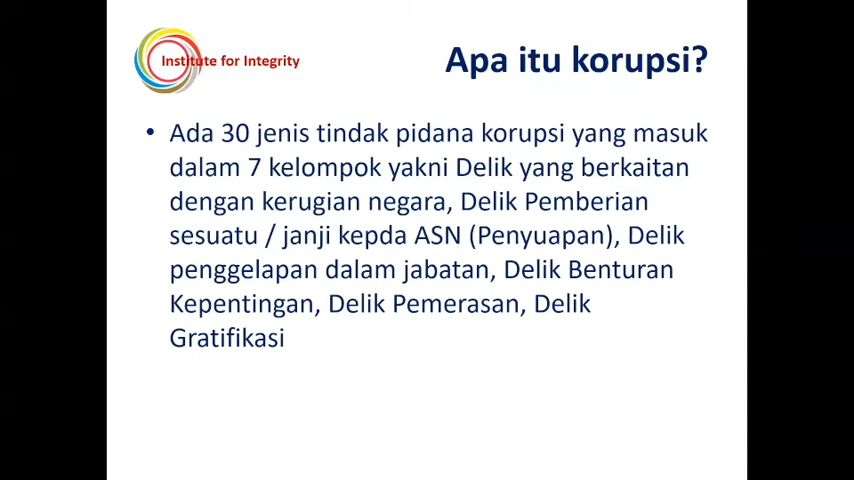 Institute for Integrity
Apa itu korupsi?
• Ada 30 jenis tindak pidana korupsi yang masuk
dalam 7 kelompok yakni Delik yang berkaitan
dengan kerugian negara, Delik Pemberian
sesuatu / janji kepda ASN (Penyuapan), Delik
penggelapan dalam jabatan, Delik Benturan
Kepentingan, Delik Pemerasan, Delik
Gratifikasi